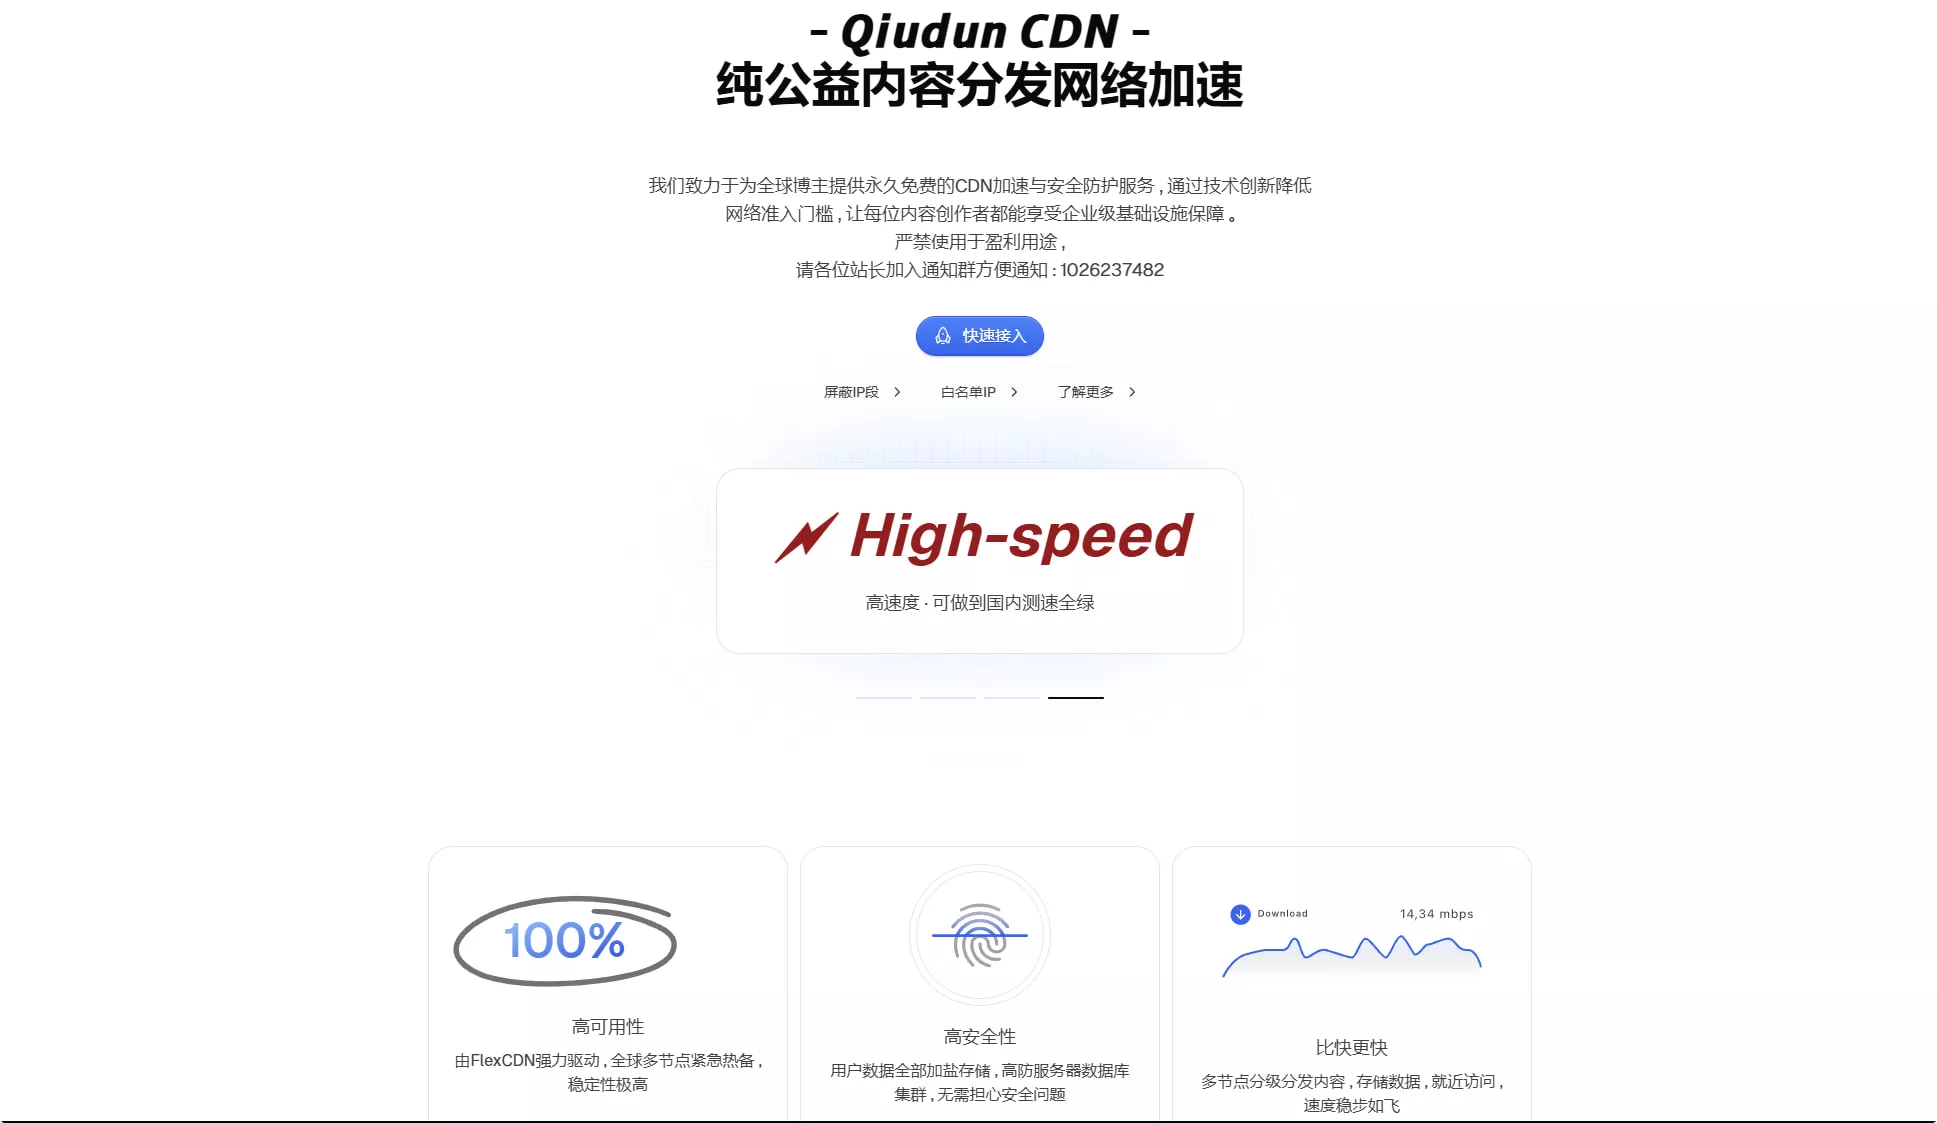 - Qiudun CDN -
纯公益内容分发网络加速
我们致力于为全球博主提供永久免费的CDN加速与安全防护服务，通过技术创新降低
网络准入门槛，让每位内容创作者都能享受企业级基础设施保障。
严禁使用于盈利用途，
请各位站长加入通知群方便通知：1026237482
快速接入
屏蔽IP段
白名单IP
了解更多
High-speed
高速度 · 可做到国内测速全绿
100%
高可用性
由FlexCDN强力驱动，全球多节点紧急热备，
稳定性极高
高安全性
用户数据全部加盐存储，高防服务器数据库
集群，无需担心安全问题
Download
14,34 mbps
比快更快
多节点分级分发内容，存储数据，就近访问，
速度稳步如飞